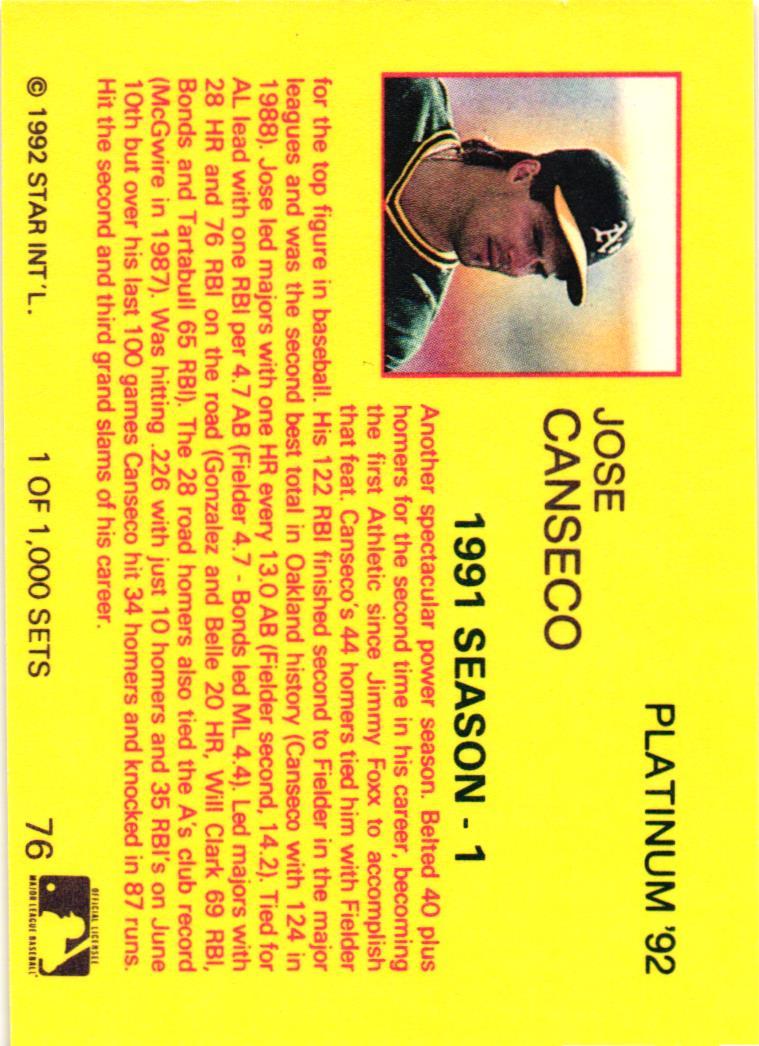 PLATINUM '92
JOSE
CANSECO
1991 SEASON - 1
Another spectacular power season. Belted 40 plus
homers for the second time in his career, becoming
the first Athletic since Jimmy Foxx to accomplish
that feat. Canseco's 44 homers tied him with Fielder
for the top figure in baseball. His 122 RBI finished second to Fielder in the major
leagues and was the second best total in Oakland history (Canseco with 124 in
1988). Jose led majors with one HR every 13.0 AB (Fielder second, 14.2). Tied for
AL lead with one RBI per 4.7 AB (Fielder 4.7 - Bonds led ML 4.4). Led majors with
28 HR and 76 RBI on the road (Gonzalez and Belle 20 HR, Will Clark 69 RBI,
Bonds and Tartabull 65 RBI). The 28 road homers also tied the A's club record
(McGwire in 1987). Was hitting .226 with just 10 homers and 35 RBI's on June
10th but over his last 100 games Canseco hit 34 homers and knocked in 87 runs.
Hit the second and third grand slams of his career.
© 1992 STAR INT'L. 1 OF 1,000 SETS 76
OFFICIAL LICENSEE
MAJOR LEAGUE BASEBALL
A's